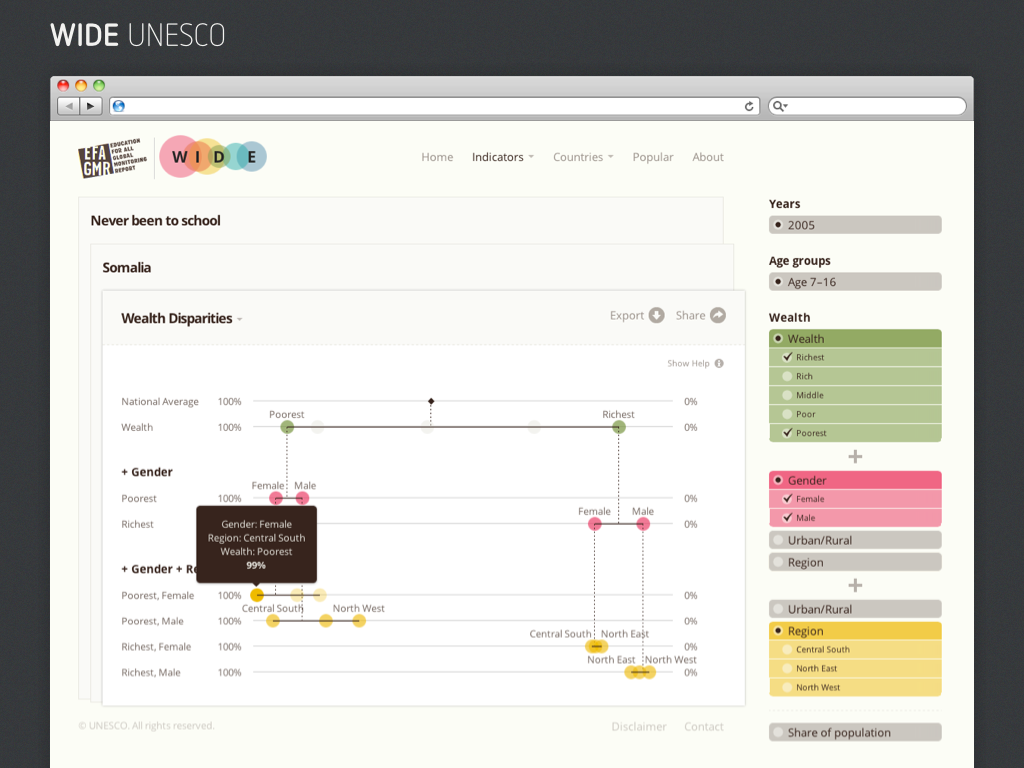 WIDE UNESCO
EFA GMR EDUCATION FOR ALL GLOBAL MONITORING REPORT
W I D E
Home Indicators Countries Popular About
Never been to school
Somalia
Wealth Disparities
Export Share
Show Help
National Average 100% 0%
Poorest Richest
Wealth 100% 0%
+ Gender
Female Male
Poorest 100% 0%
Female Male
Richest 0%
Gender: Female
Region: Central South
Wealth: Poorest
99%
+ Gender + Re
Poorest, Female 100% 0%
Central South North West
Poorest, Male 100% 0%
Central South North East
Richest, Female 100% 0%
North East North West
Richest, Male 100% 0%
© UNESCO. All rights reserved. Disclaimer Contact
Years
2005
Age groups
Age 7–16
Wealth
Wealth
Richest
Rich
Middle
Poor
Poorest
+
Gender
Female
Male
Urban/Rural
Region
+
Urban/Rural
Region
Central South
North East
North West
Share of population